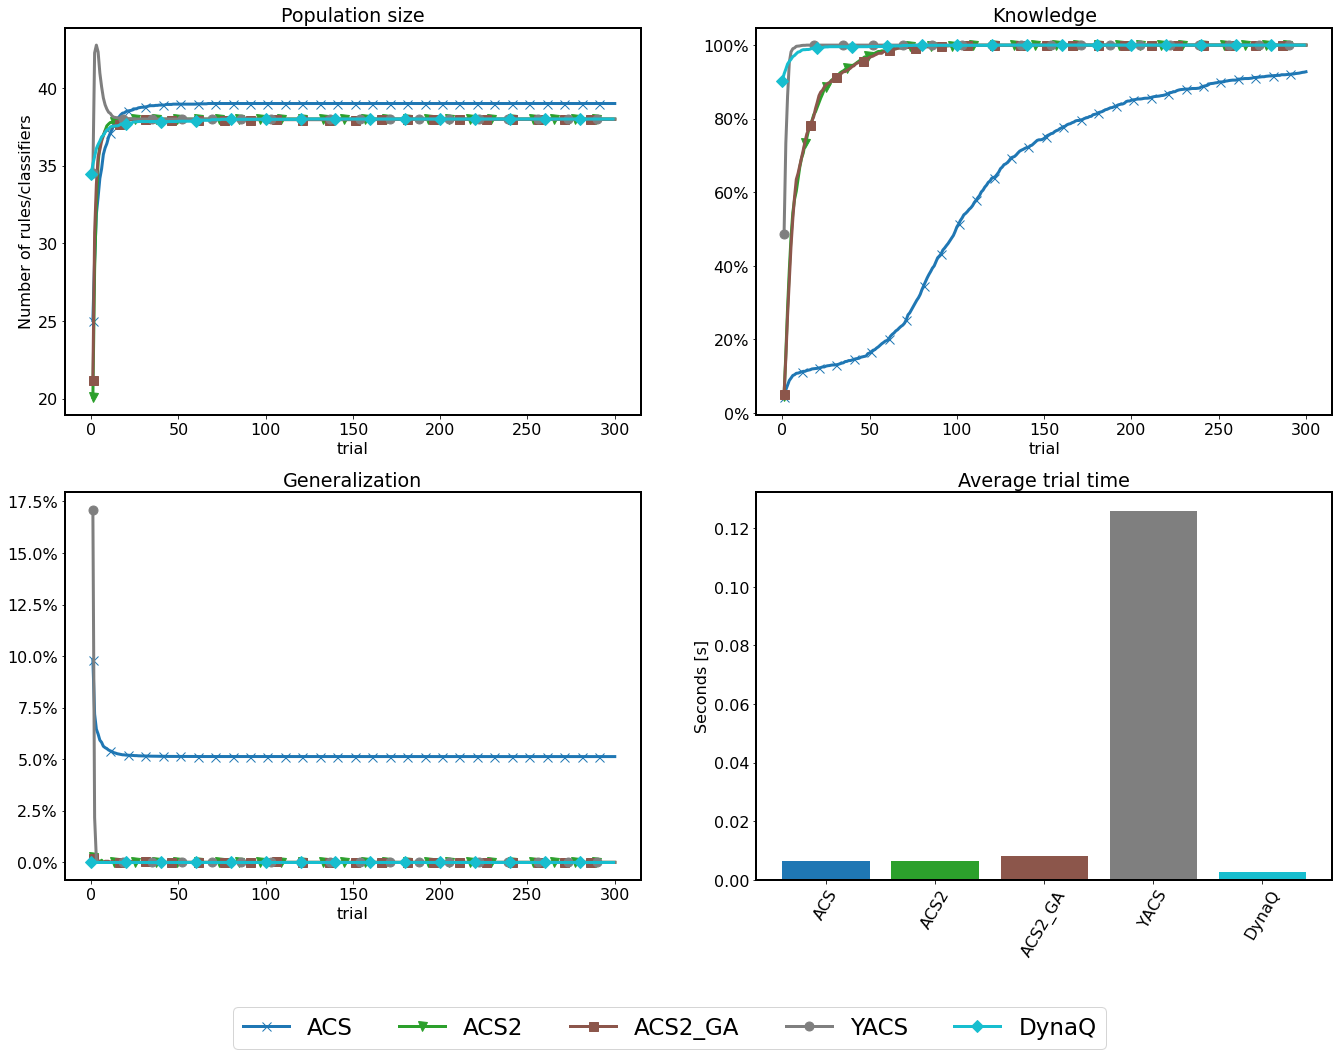 Population size
Number of rules/classifiers
40
35
30
25
20
0 50 100 150 200 250 300
trial
Knowledge
100%
80%
60%
40%
20%
0%
0 50 100 150 200 250 300
trial
Generalization
17.5%
15.0%
12.5%
10.0%
7.5%
5.0%
2.5%
0.0%
0 50 100 150 200 250 300
trial
Average trial time
Seconds [s]
0.12
0.10
0.08
0.06
0.04
0.02
0.00
ACS ACS2 ACS2_GA YACS DynaQ
ACS ACS2 ACS2_GA YACS DynaQ